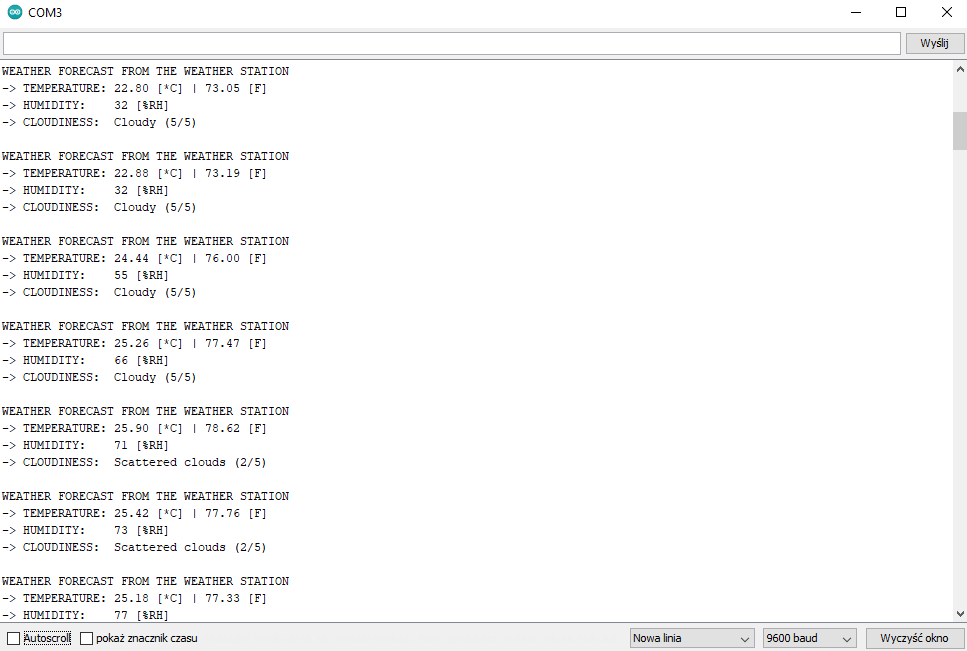 COM3
Wyślij
WEATHER FORECAST FROM THE WEATHER STATION
-> TEMPERATURE: 22.80 [*C] | 73.05 [F]
-> HUMIDITY:    32 [%RH]
-> CLOUDINESS:  Cloudy (5/5)
WEATHER FORECAST FROM THE WEATHER STATION
-> TEMPERATURE: 22.88 [*C] | 73.19 [F]
-> HUMIDITY:    32 [%RH]
-> CLOUDINESS:  Cloudy (5/5)
WEATHER FORECAST FROM THE WEATHER STATION
-> TEMPERATURE: 24.44 [*C] | 76.00 [F]
-> HUMIDITY:    55 [%RH]
-> CLOUDINESS:  Cloudy (5/5)
WEATHER FORECAST FROM THE WEATHER STATION
-> TEMPERATURE: 25.26 [*C] | 77.47 [F]
-> HUMIDITY:    66 [%RH]
-> CLOUDINESS:  Cloudy (5/5)
WEATHER FORECAST FROM THE WEATHER STATION
-> TEMPERATURE: 25.90 [*C] | 78.62 [F]
-> HUMIDITY:    71 [%RH]
-> CLOUDINESS:  Scattered clouds (2/5)
WEATHER FORECAST FROM THE WEATHER STATION
-> TEMPERATURE: 25.42 [*C] | 77.76 [F]
-> HUMIDITY:    73 [%RH]
-> CLOUDINESS:  Scattered clouds (2/5)
WEATHER FORECAST FROM THE WEATHER STATION
-> TEMPERATURE: 25.18 [*C] | 77.33 [F]
-> HUMIDITY:    77 [%RH]
Autoscroll pokaż znacznik czasu Nowa linia 9600 baud Wyczyść okno